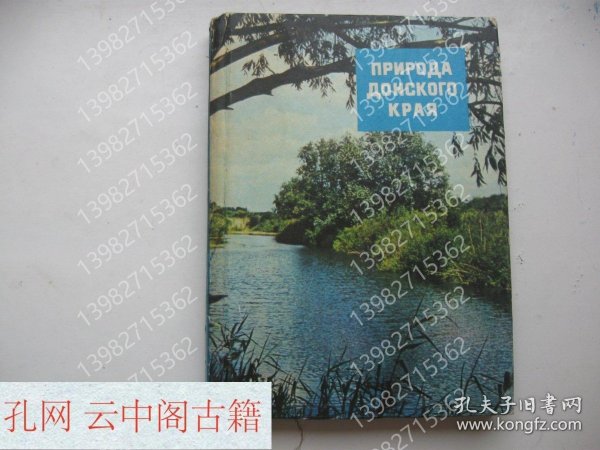 ПРИРОДА
ДОНСКОГО
КРАЯ
13982715362
孔网 云中阁古籍
孔夫子旧书网
www.kongfz.com